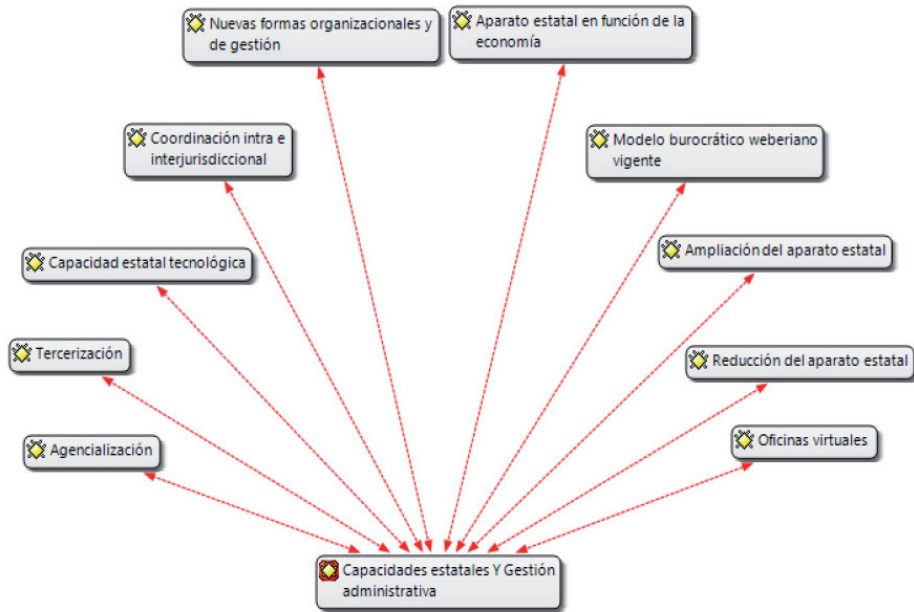 Nuevas formas organizacionales y
de gestión
Aparato estatal en función de la
economía
Coordinación intra e
interjurisdiccional
Modelo burocrático weberiano
vigente
Capacidad estatal tecnológica
Ampliación del aparato estatal
Tercerización
Reducción del aparato estatal
Agencialización
Oficinas virtuales
Capacidades estatales Y Gestión
administrativa